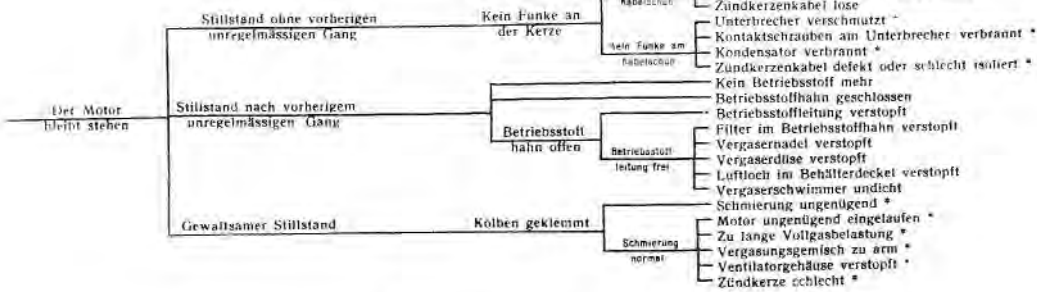 Zündkerzenkabel lose
Stillstand ohne vorherigen
unregelmässigen Gang
Kein Funke an
der Kerze
kein Funke am
Kabelschuh
Unterbrecher verschmutzt *
Kontaktschrauben am Unterbrecher verbrannt *
Kondensator verbrannt *
Zündkerzenkabel defekt oder schlecht isoliert *
Der Motor
bleibt stehen
Stillstand nach vorherigem
unregelmässigen Gang
Kein Betriebsstoff mehr
Betriebsstoffhahn geschlossen
Betriebsstoff
hahn offen
Betriebsstoffleitung verstopft
Betriebsstoff
leitung frei
Filter im Betriebsstoffhahn verstopft
Vergasernadel verstopft
Vergaserdüse verstopft
Luftloch im Behälterdeckel verstopft
Vergaserschwimmer undicht
Gewaltsamer Stillstand
Kolben geklemmt
Schmierung ungenügend *
Schmierung
normal
Motor ungenügend eingelaufen *
Zu lange Vollgasbelastung *
Vergasungsgemisch zu arm *
Ventilatorgehäuse verstopft *
Zündkerze schlecht *